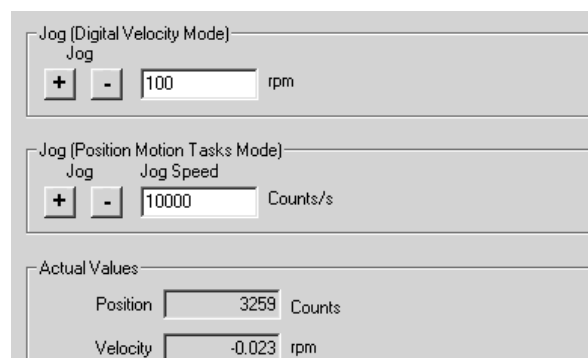 Jog (Digital Velocity Mode)
Jog
+ - 100 rpm
Jog (Position Motion Tasks Mode)
Jog Jog Speed
+ - 10000 Counts/s
Actual Values
Position 3259 Counts
Velocity -0.023 rpm